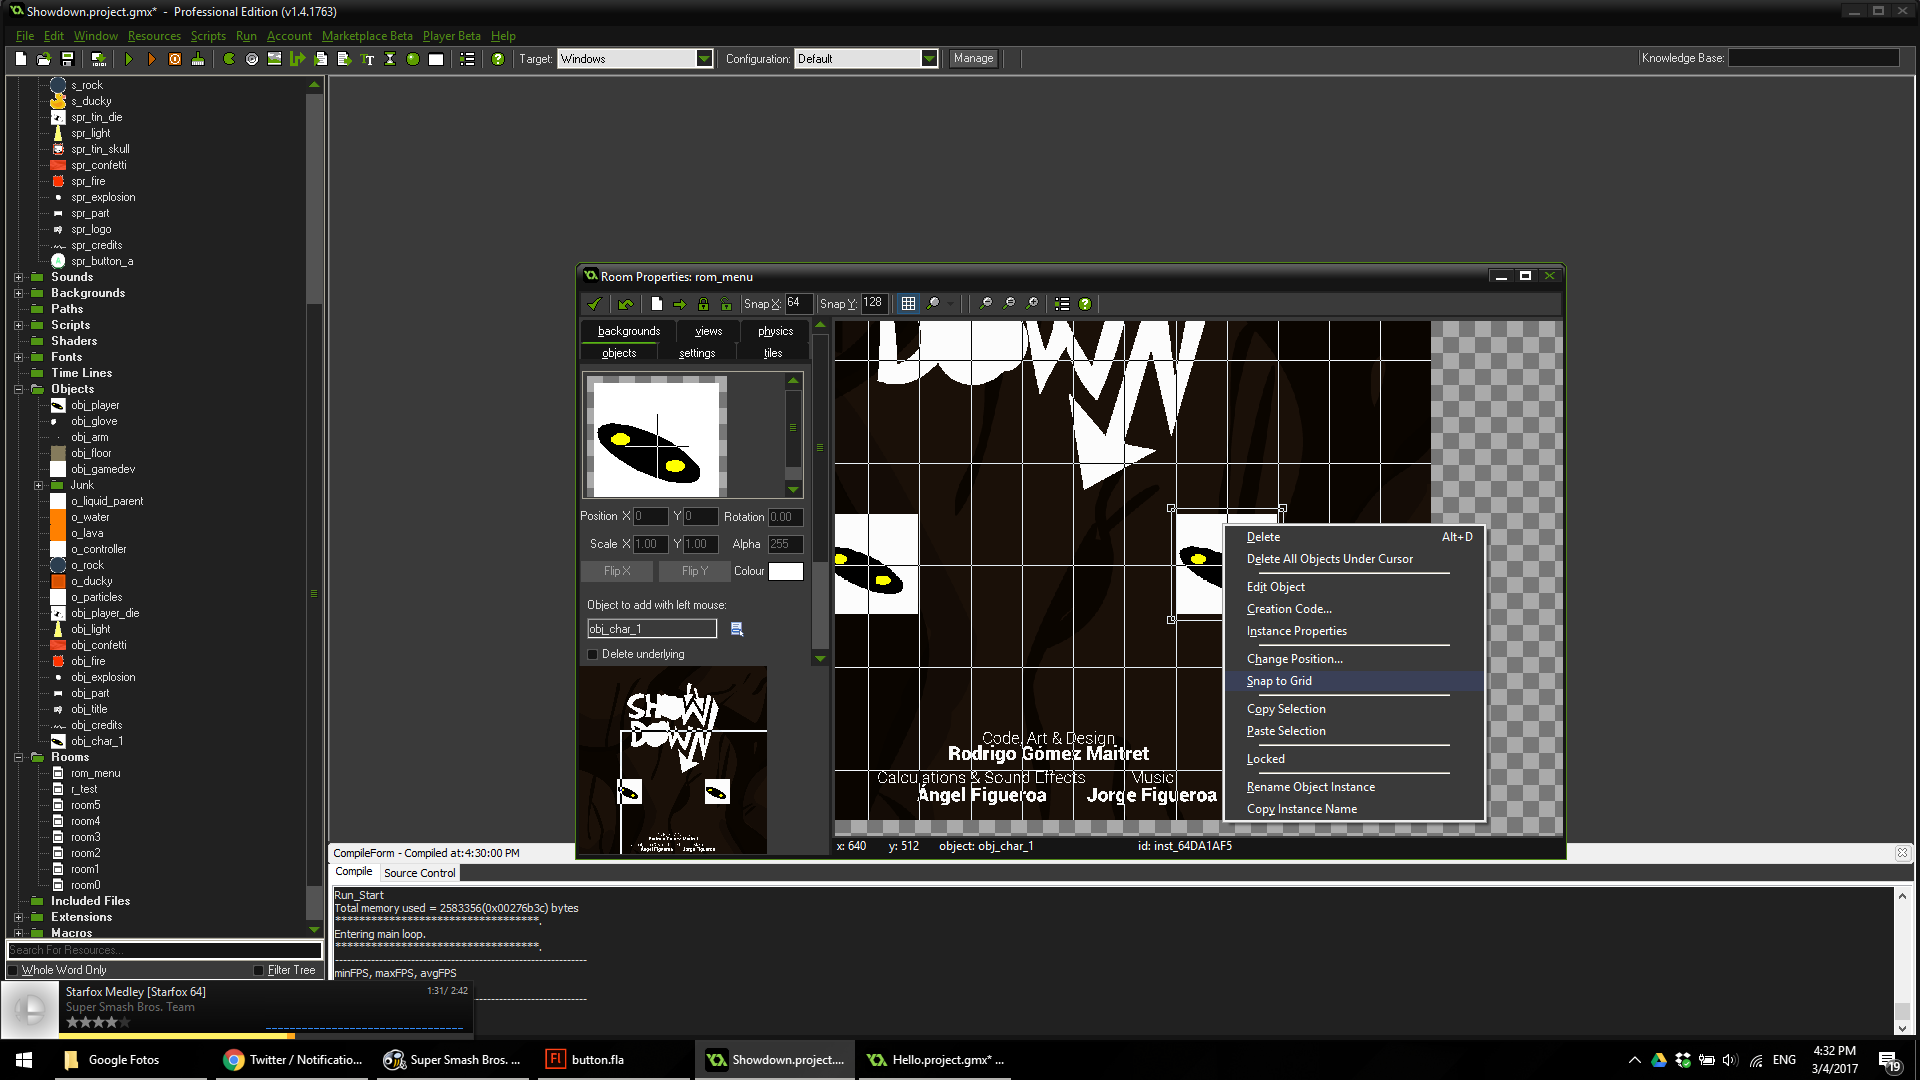 Showdown.project.gmx* - Professional Edition (v1.4.1763)
File Edit Window Resources Scripts Run Account Marketplace Beta Player Beta Help
Target: Windows Configuration: Default Manage Knowledge Base:
s_rock
s_ducky
spr_tin_die
spr_light
spr_tin_skull
spr_confetti
spr_fire
spr_explosion
spr_part
spr_logo
spr_credits
spr_button_a
Sounds
Backgrounds
Paths
Scripts
Shaders
Fonts
Time Lines
Objects
obj_player
obj_glove
obj_arm
obj_floor
obj_gamedev
Junk
o_liquid_parent
o_water
o_lava
o_controller
o_rock
o_ducky
o_particles
obj_player_die
obj_light
obj_confetti
obj_fire
obj_explosion
obj_part
obj_title
obj_credits
obj_char_1
Rooms
rom_menu
r_test
room5
room4
room3
room2
room1
room0
Included Files
Extensions
Macros
Search For Resources...
Whole Word Only Filter Tree
Room Properties: rom_menu
Snap X: 64 Snap Y: 128
backgrounds views physics
objects settings tiles
Position X 0 Y 0 Rotation 0.00
Scale X 1.00 Y 1.00 Alpha 255
Flip X Flip Y Colour
Object to add with left mouse:
obj_char_1
Delete underlying
SHOW
DOWN
DOWN
Code, Art & Design
Rodrigo Gómez Maitret
Calculations & Sound Effects Music
Ángel Figueroa Jorge Figueroa
Delete Alt+D
Delete All Objects Under Cursor
Edit Object
Creation Code...
Instance Properties
Change Position...
Snap to Grid
Copy Selection
Paste Selection
Locked
Rename Object Instance
Copy Instance Name
x: 640 y: 512 object: obj_char_1 id: inst_64DA1AF5
CompileForm - Compiled at:4:30:00 PM
Compile Source Control
Run_Start
Total memory used = 2583356(0x00276b3c) bytes
***********************************.
Entering main loop.
***********************************.
minFPS, maxFPS, avgFPS
Starfox Medley [Starfox 64] 1:31/ 2:42
Super Smash Bros. Team
Google Fotos
Twitter / Notificatio...
Super Smash Bros. ...
button.fla
Showdown.project....
Hello.project.gmx* ...
ENG
4:32 PM
3/4/2017
19